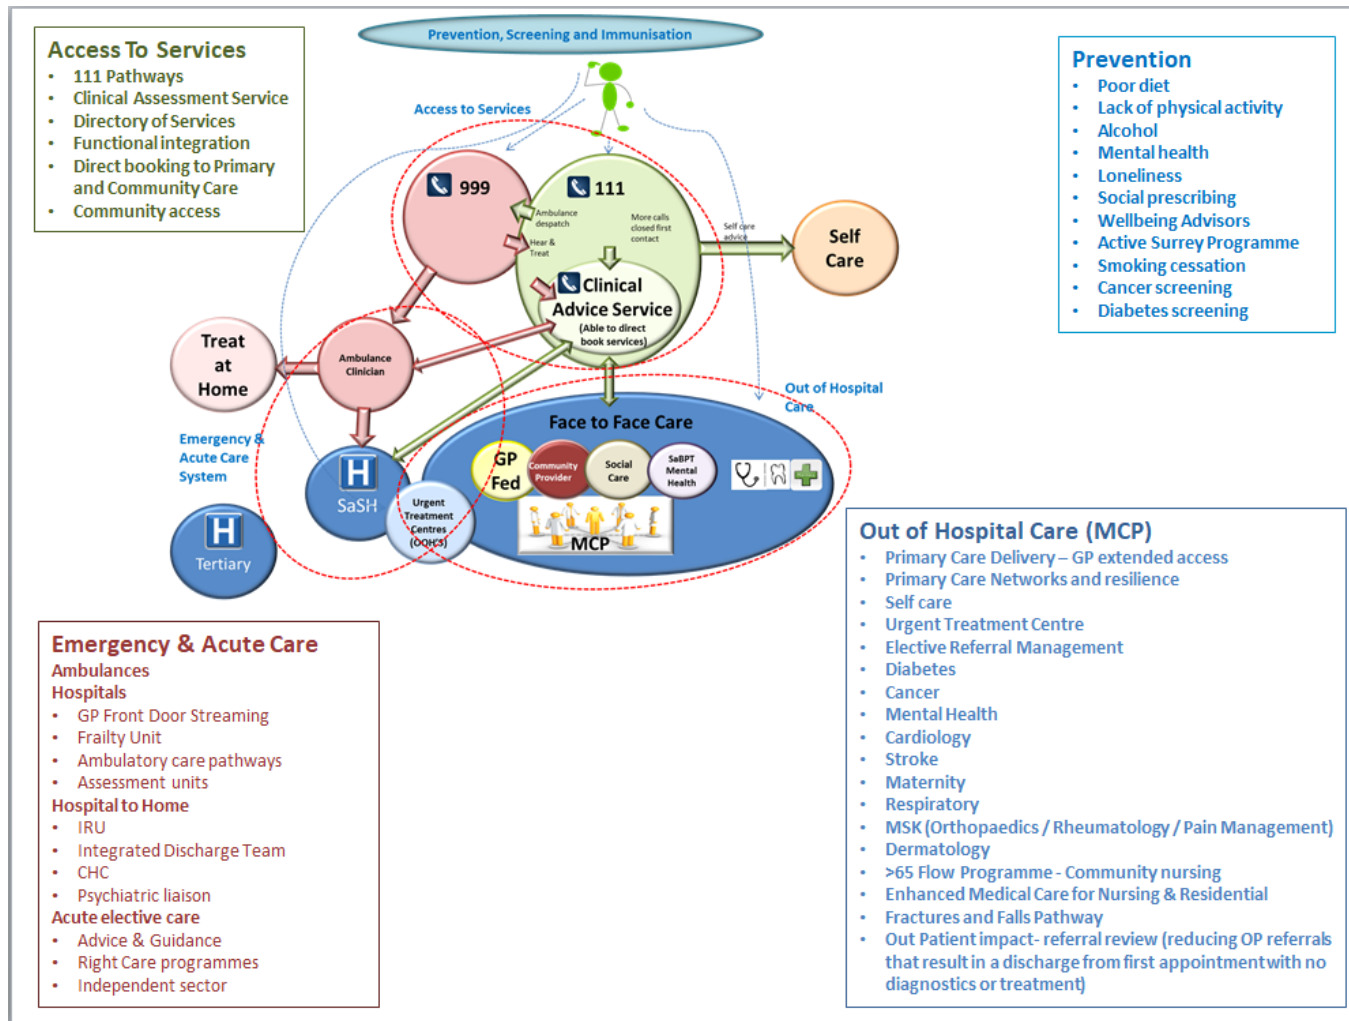 Prevention, Screening and Immunisation
Access To Services
• 111 Pathways
• Clinical Assessment Service
• Directory of Services
• Functional integration
• Direct booking to Primary
and Community Care
• Community access
Prevention
• Poor diet
• Lack of physical activity
• Alcohol
• Mental health
• Loneliness
• Social prescribing
• Wellbeing Advisors
• Active Surrey Programme
• Smoking cessation
• Cancer screening
• Diabetes screening
Access to Services
999
111
Ambulance
despatch
Hear &
Treat
More calls
closed first
contact
Self care
advice
Self
Care
Clinical
Advice Service
(Able to direct
book services)
Treat
at
Home
Ambulance
Clinician
Out of Hospital
Care
Emergency &
Acute Care
System
Face to Face Care
GP
Fed
Community
Provider
Social
Care
SaBPT
Mental
Health
MCP
H
SaSH
Urgent
Treatment
Centres
(OOH'S)
H
Tertiary
Emergency & Acute Care
Ambulances
Hospitals
• GP Front Door Streaming
• Frailty Unit
• Ambulatory care pathways
• Assessment units
Hospital to Home
• IRU
• Integrated Discharge Team
• CHC
• Psychiatric liaison
Acute elective care
• Advice & Guidance
• Right Care programmes
• Independent sector
Out of Hospital Care (MCP)
• Primary Care Delivery – GP extended access
• Primary Care Networks and resilience
• Self care
• Urgent Treatment Centre
• Elective Referral Management
• Diabetes
• Cancer
• Mental Health
• Cardiology
• Stroke
• Maternity
• Respiratory
• MSK (Orthopaedics / Rheumatology / Pain Management)
• Dermatology
• >65 Flow Programme - Community nursing
• Enhanced Medical Care for Nursing & Residential
• Fractures and Falls Pathway
• Out Patient impact- referral review (reducing OP referrals
that result in a discharge from first appointment with no
diagnostics or treatment)